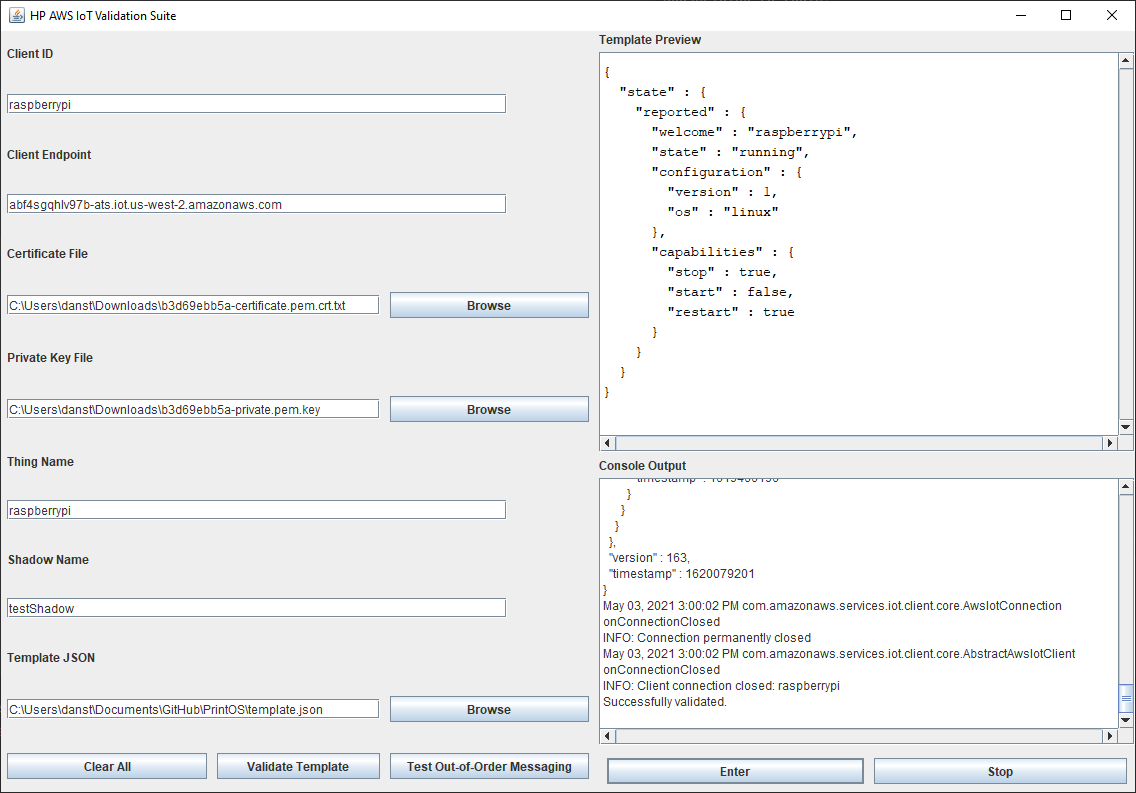 HP AWS IoT Validation Suite
Client ID
raspberrypi
Client Endpoint
abf4sgqhlv97b-ats.iot.us-west-2.amazonaws.com
Certificate File
C:\Users\danst\Downloads\b3d69ebb5a-certificate.pem.crt.txt
Browse
Private Key File
C:\Users\danst\Downloads\b3d69ebb5a-private.pem.key
Browse
Thing Name
raspberrypi
Shadow Name
testShadow
Template JSON
C:\Users\danst\Documents\GitHub\PrintOS\template.json
Browse
Clear All
Validate Template
Test Out-of-Order Messaging
Template Preview
{
  "state" : {
    "reported" : {
      "welcome" : "raspberrypi",
      "state" : "running",
      "configuration" : {
        "version" : 1,
        "os" : "linux"
      },
      "capabilities" : {
        "stop" : true,
        "start" : false,
        "restart" : true
      }
    }
  }
}
Console Output
}
}
}
},
"version" : 163,
"timestamp" : 1620079201
}
May 03, 2021 3:00:02 PM com.amazonaws.services.iot.client.core.AwsIotConnection
onConnectionClosed
INFO: Connection permanently closed
May 03, 2021 3:00:02 PM com.amazonaws.services.iot.client.core.AbstractAwsIotClient
onConnectionClosed
INFO: Client connection closed: raspberrypi
Successfully validated.
Enter
Stop